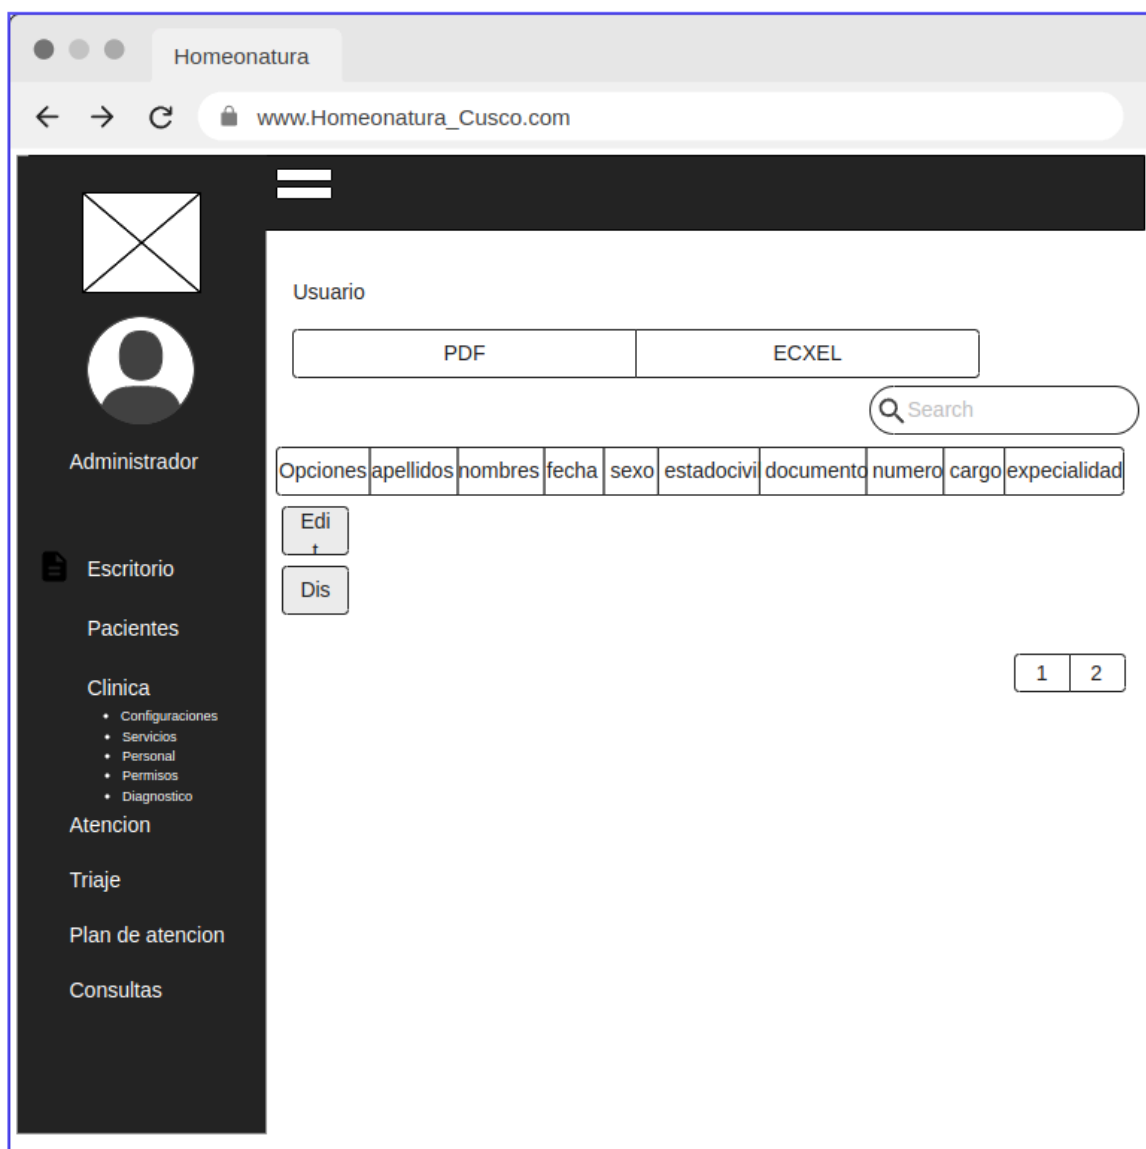 Homeonatura
www.Homeonatura_Cusco.com
Administrador
Escritorio
Pacientes
Clinica
Configuraciones
Servicios
Personal
Permisos
Diagnostico
Atencion
Triaje
Plan de atencion
Consultas
Usuario
PDF ECXEL
Search
Opciones apellidos nombres fecha sexo estadocivil documento numero cargo expecialidad
Edi
t
Dis
1 2